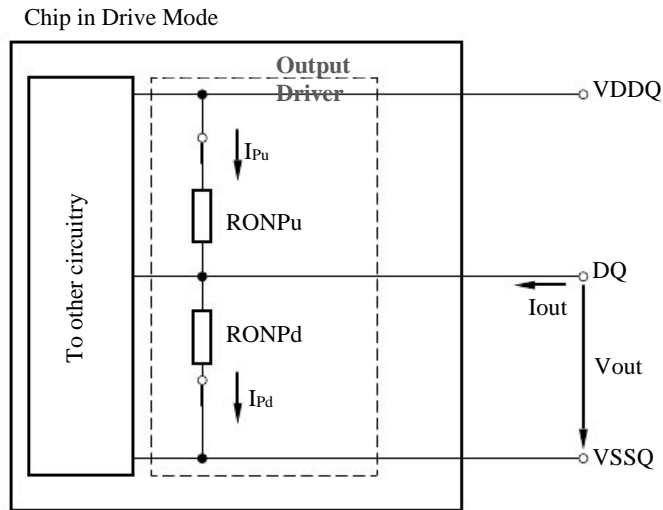 Chip in Drive Mode
Output
Driver
VDDQ
IPu
RONPu
To other circuitry
DQ
Iout
RONPd
Vout
IPd
VSSQ